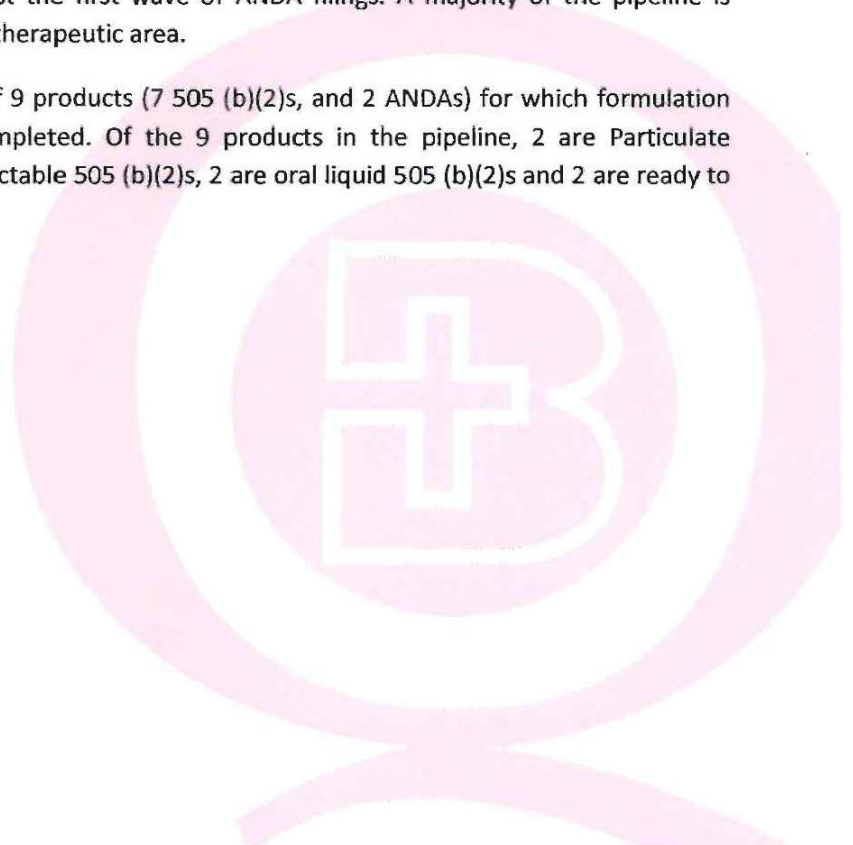 the first wave of ANDA filings. A majority of the pipeline is
therapeutic area.
9 products (7 505 (b)(2)s, and 2 ANDAs) for which formulation
mpleted. Of the 9 products in the pipeline, 2 are Particulate
ctable 505 (b)(2)s, 2 are oral liquid 505 (b)(2)s and 2 are ready to
B